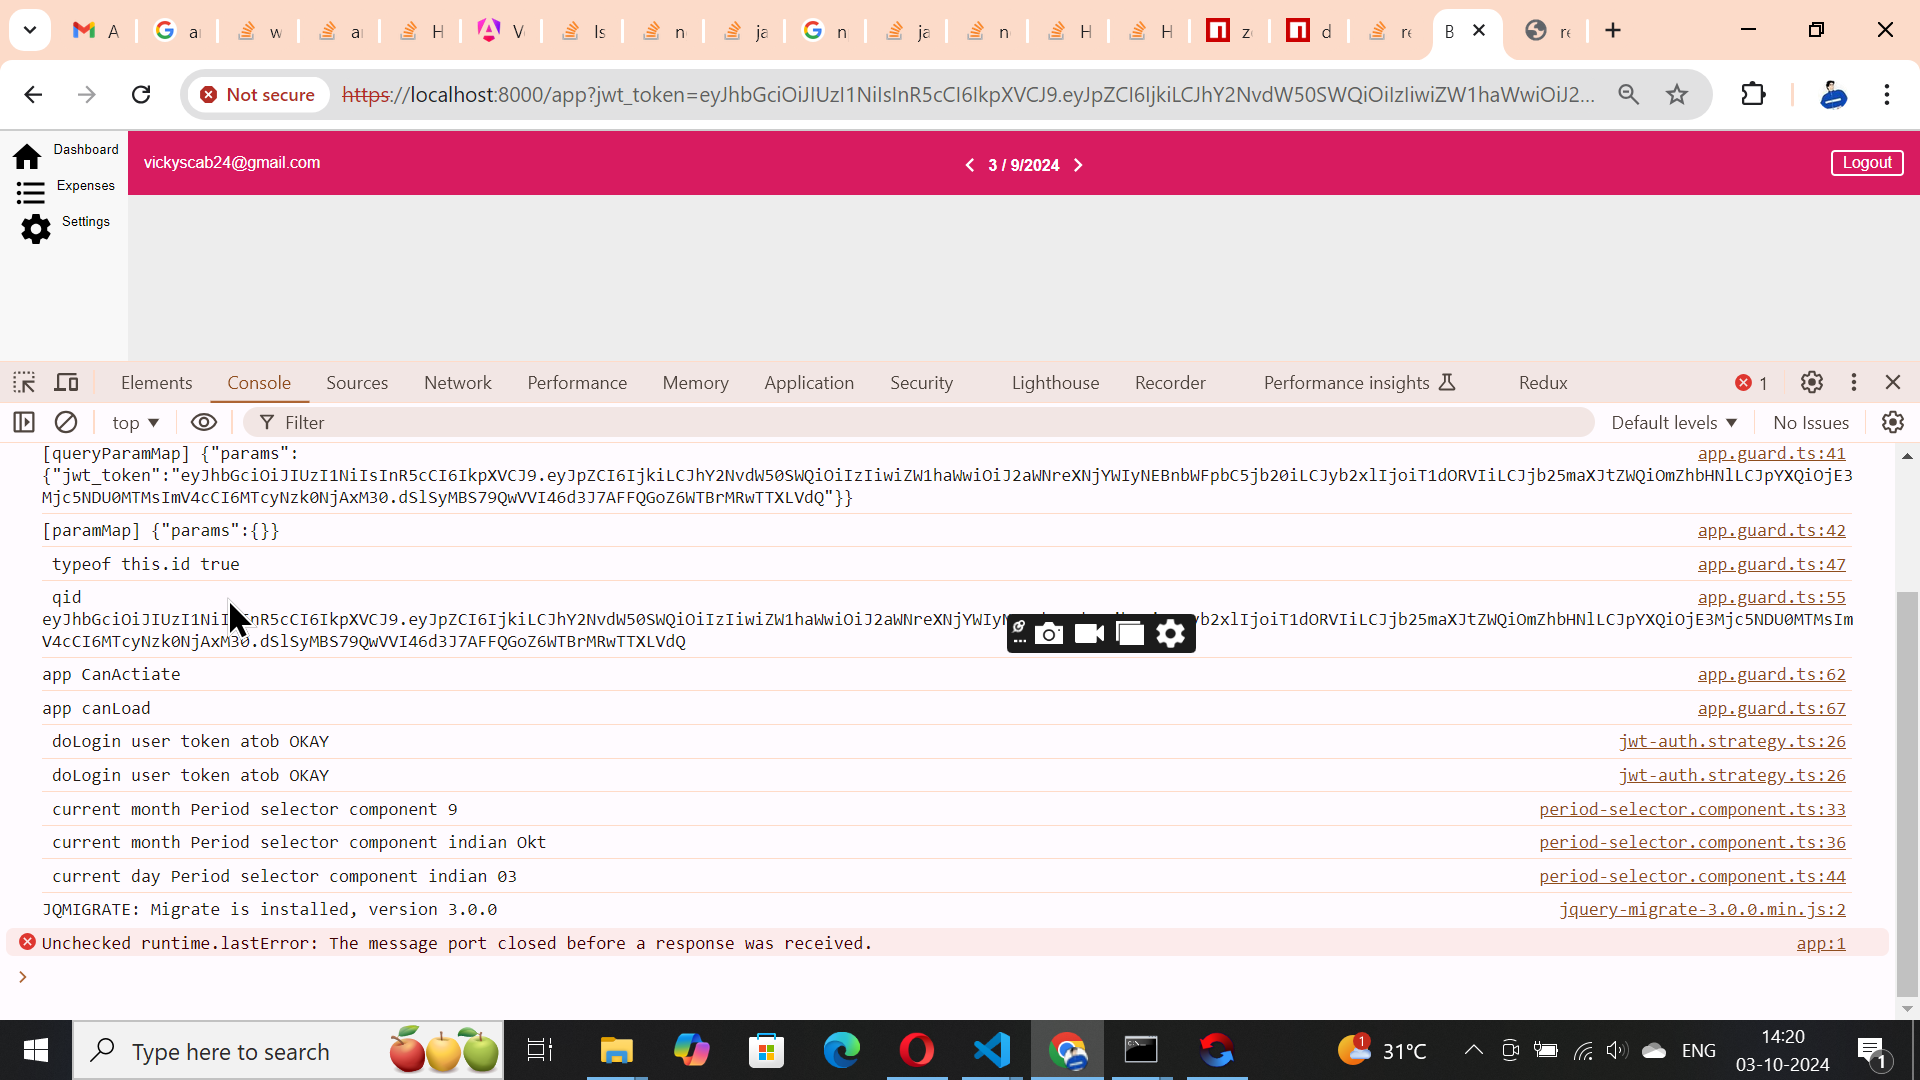 A
ar
w
ar
H
V
Is
n
ja
n
ja
n
H
H
z
d
re
B
re
Not secure
https://localhost:8000/app?jwt_token=eyJhbGciOiJIUzI1NiIsInR5cCI6IkpXVCJ9.eyJpZCI6IjkiLCJhY2NvdW50SWQiOiIzIiwiZW1haWwiOiJ2...
Dashboard
Expenses
Settings
vickyscab24@gmail.com
3 / 9/2024
Logout
Elements Console Sources Network Performance Memory Application Security Lighthouse Recorder Performance insights Redux 1
top Filter Default levels No Issues
[queryParamMap] {"params": app.guard.ts:41
{"jwt_token":"eyJhbGciOiJIUzI1NiIsInR5cCI6IkpXVCJ9.eyJpZCI6IjkiLCJhY2NvdW50SWQiOiIzIiwiZW1haWwiOiJ2aWNreXNjYWIyNEBnbWFpbC5jb20iLCJyb2xlIjoiT1dORVIiLCJjb25maXJtZWQiOmZhbHNlLCJpYXQiOjE3
Mjc5NDU0MTMsImV4cCI6MTcyNzk0NjAxM30.dSlSyMBS79QwVVI46d3J7AFFQGoZ6WTBrMRwTTXLVdQ"}}
[paramMap] {"params":{}} app.guard.ts:42
typeof this.id true app.guard.ts:47
qid app.guard.ts:55
V4cCI6MTcyNzk0NjAxM30.dSlSyMBS79QwVVI46d3J7AFFQGoZ6WTBrMRwTTXLVdQ
app CanActiate app.guard.ts:62
app canLoad app.guard.ts:67
doLogin user token atob OKAY jwt-auth.strategy.ts:26
doLogin user token atob OKAY jwt-auth.strategy.ts:26
current month Period selector component 9 period-selector.component.ts:33
current month Period selector component indian Okt period-selector.component.ts:36
current day Period selector component indian 03 period-selector.component.ts:44
JQMIGRATE: Migrate is installed, version 3.0.0 jquery-migrate-3.0.0.min.js:2
Unchecked runtime.lastError: The message port closed before a response was received. app:1
Type here to search
1
31°C
ENG
14:20
03-10-2024
1